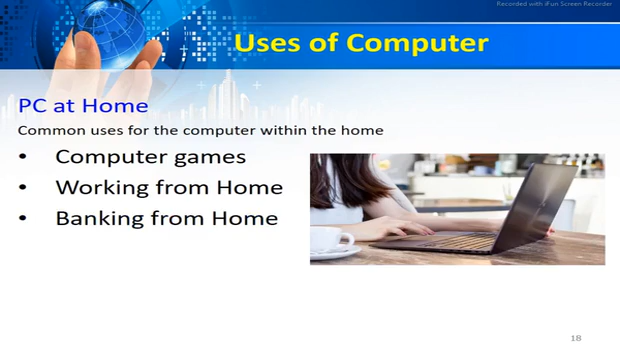 Recorded with iFun Screen Recorder
Uses of Computer
PC at Home
Common uses for the computer within the home
• Computer games
• Working from Home
• Banking from Home
18